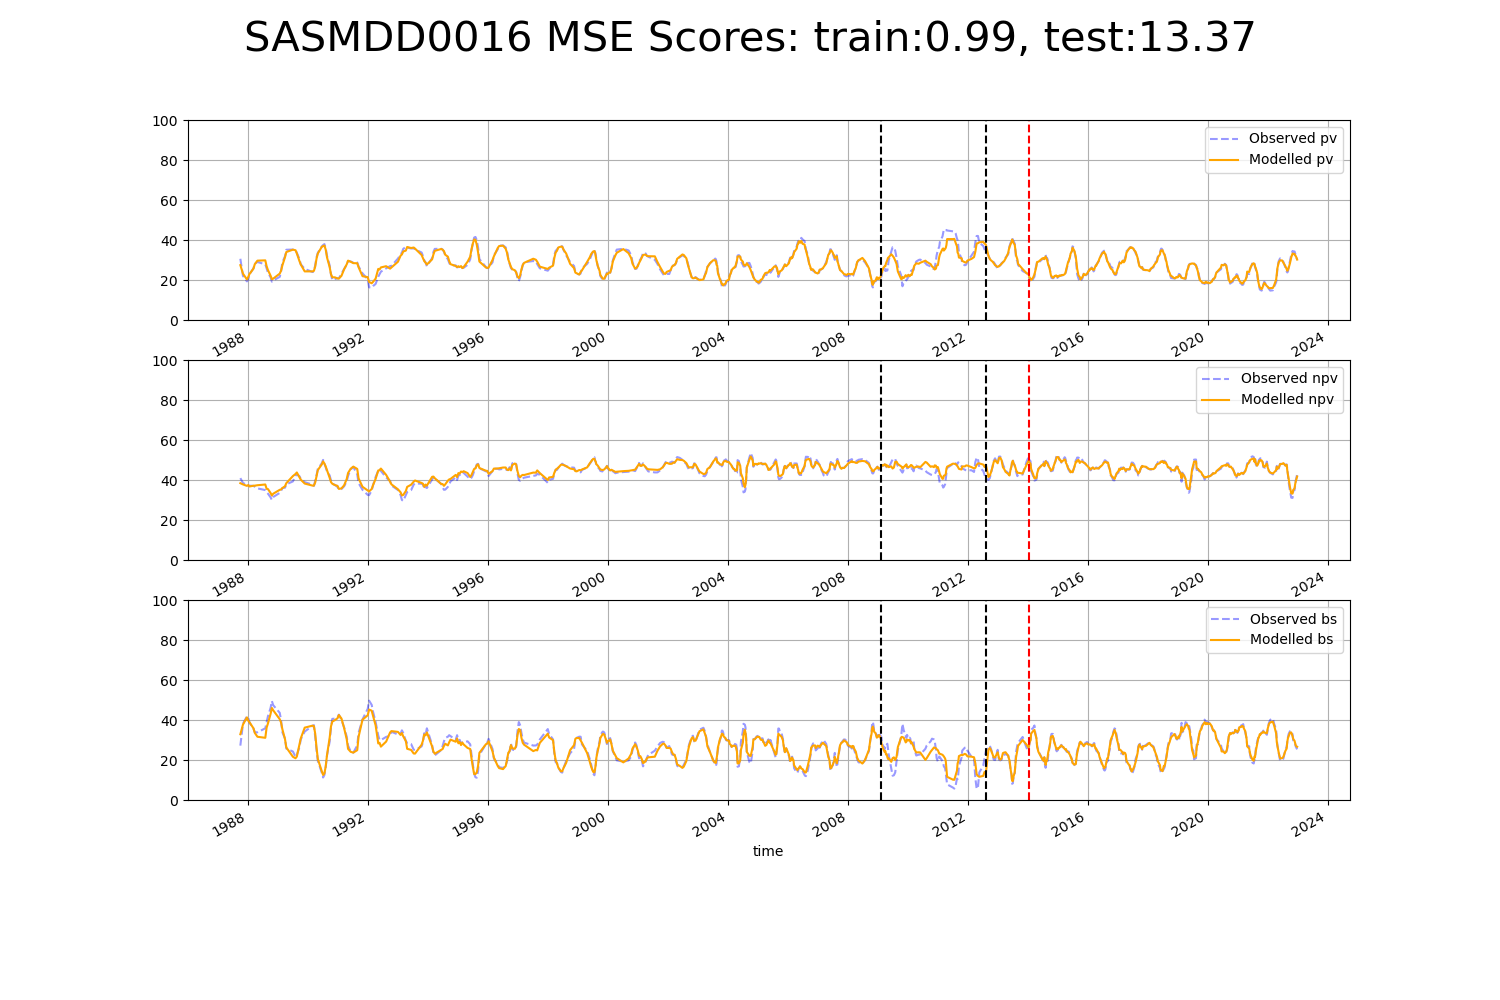 SASMDD0016 MSE Scores: train:0.99, test:13.37
100
80
60
40
20
0
Observed pv
Modelled pv
1988 1992 1996 2000 2004 2008 2012 2016 2020 2024
100
80
60
40
20
0
Observed npv
Modelled npv
1988 1992 1996 2000 2004 2008 2012 2016 2020 2024
100
80
60
40
20
0
Observed bs
Modelled bs
1988 1992 1996 2000 2004 2008 2012 2016 2020 2024
time